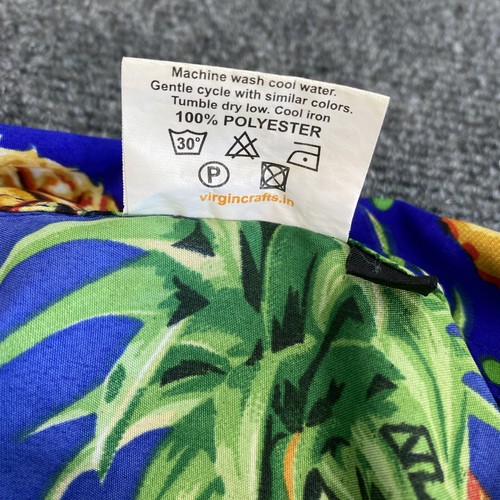 Machine wash cool water.
Gentle cycle with similar colors.
Tumble dry low. Cool iron
100% POLYESTER
30°
P
virgincrafts.in